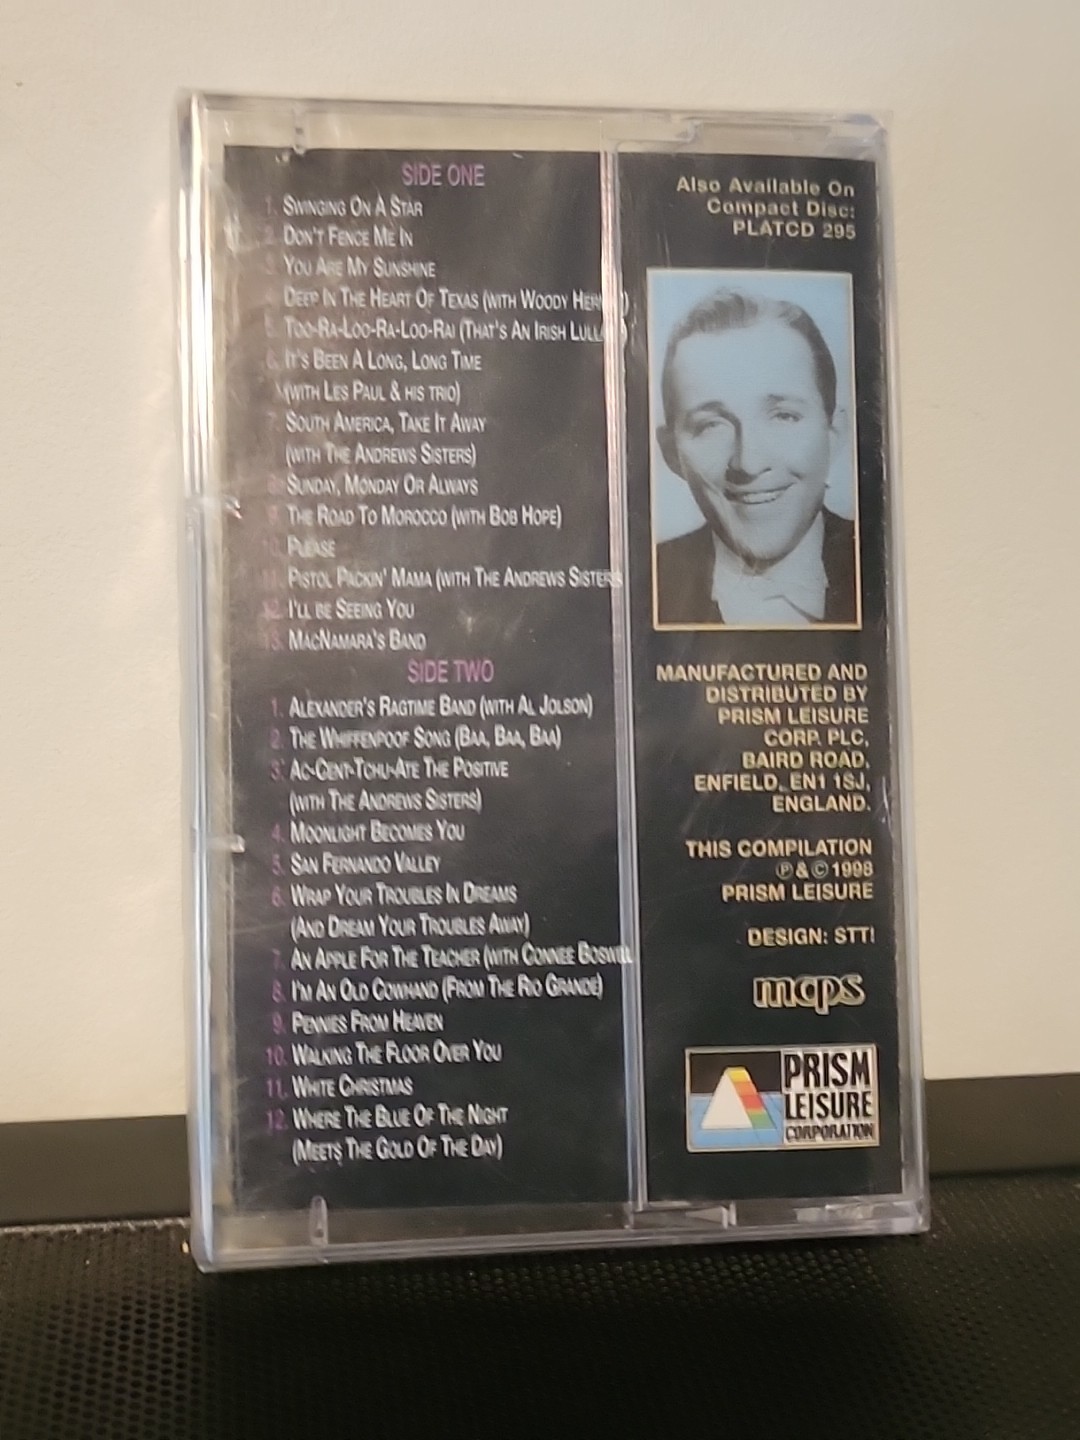 SIDE ONE
1. SWINGING ON A STAR
2. DON'T FENCE ME IN
3. YOU ARE MY SUNSHINE
4. DEEP IN THE HEART OF TEXAS (WITH WOODY
5. TOO-RA-LOO-RA-LOO-RAI (THAT'S AN IRISH
6. IT'S BEEN A LONG, LONG TIME
(WITH LES PAUL & HIS TRIO)
7. SOUTH AMERICA, TAKE IT AWAY
(WITH THE ANDREWS SISTERS)
8. SUNDAY, MONDAY OR ALWAYS
9. THE ROAD TO MOROCCO (WITH BOB HOPE)
10. PLEASE
11. PISTOL PACKIN' MAMA (WITH THE ANDREWS SISTERS
12. I'LL BE SEEING YOU
13. MACNAMARA'S BAND
SIDE TWO
1. ALEXANDER'S RAGTIME BAND (WITH AL JOLSON)
2. THE WHIFFENPOOF SONG (BAA, BAA, BAA)
3. AC-CENT-TCHU-ATE THE POSITIVE
(WITH THE ANDREWS SISTERS)
4. MOONLIGHT BECOMES YOU
5. SAN FERNANDO VALLEY
6. WRAP YOUR TROUBLES IN DREAMS
(AND DREAM YOUR TROUBLES AWAY)
7. AN APPLE FOR THE TEACHER (WITH CONNEE
8. I'M AN OLD COWHAND (FROM THE RIO GRANDE)
9. PENNIES FROM HEAVEN
10. WALKING THE FLOOR OVER YOU
11. WHITE CHRISTMAS
12. WHERE THE BLUE OF THE NIGHT
(MEETS THE GOLD OF THE DAY)
Also Available On
Compact Disc:
PLATCD 295
MANUFACTURED AND
DISTRIBUTED BY
PRISM LEISURE
CORP. PLC,
BAIRD ROAD,
ENFIELD, EN1 1SJ,
ENGLAND.
THIS COMPILATION
℗ & © 1998
PRISM LEISURE
DESIGN: STTI
mcps
PRISM
LEISURE
CORPORATION